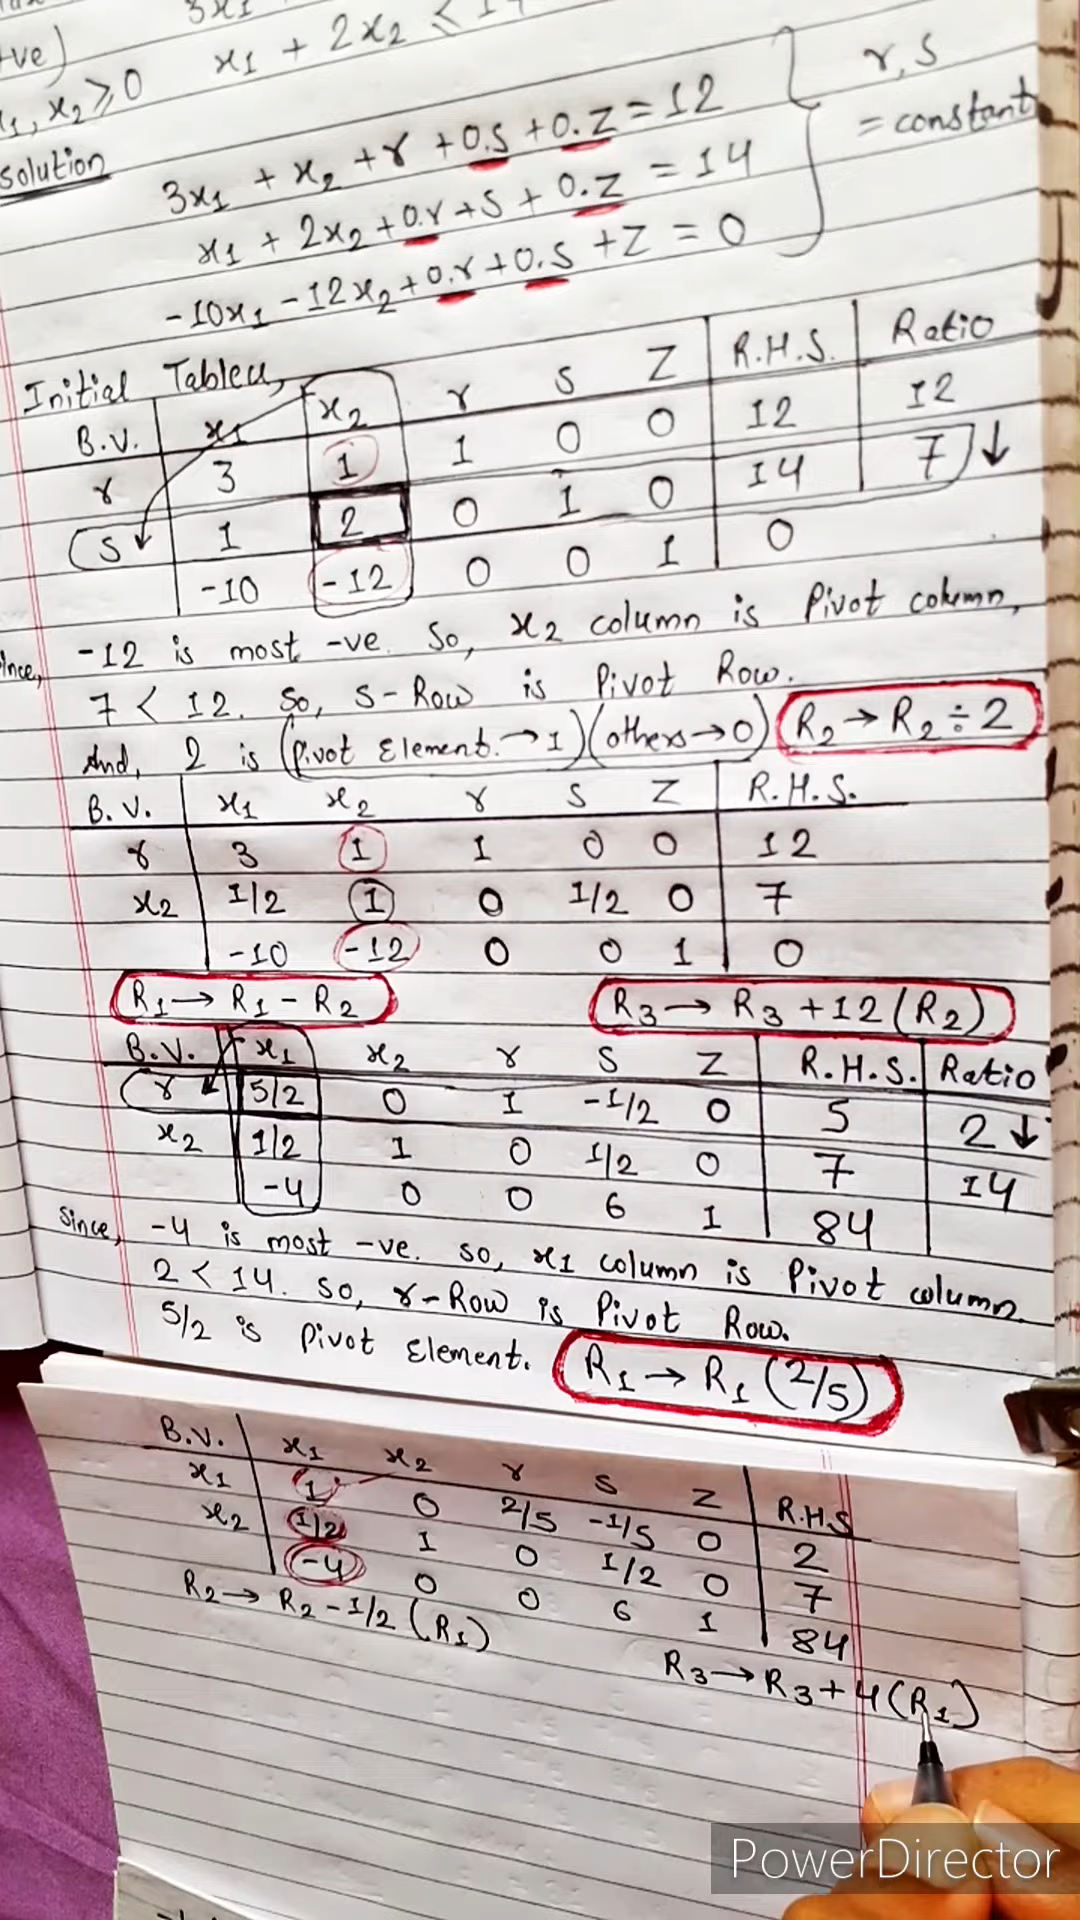 3x1
+ve)
x1 + 2x2 ≤ 14
x1, x2 ≥ 0
solution
3x1 + x2 + r + 0.s + 0.z = 12
x1 + 2x2 + 0.r + s + 0.z = 14
-10x1 - 12x2 + 0.r + 0.s + z = 0
r, s
= constant
Initial Tableu,
B.V. x1 x2 r s z R.H.S. Ratio
r 3 1 1 0 0 12 12
s 1 2 0 1 0 14 7 ↓
-10 -12 0 0 1 0
ince, -12 is most -ve. So, x2 column is Pivot column,
7 < 12. So, s-Row is Pivot Row.
And, 2 is (Pivot Element. → 1) (others → 0) R2 → R2 ÷ 2
B.V. x1 x2 r s z R.H.S.
r 3 1 1 0 0 12
x2 1/2 1 0 1/2 0 7
-10 -12 0 0 1 0
R1 → R1 - R2 R3 → R3 + 12 (R2)
B.V. x1 x2 r s z R.H.S. Ratio
r 5/2 0 1 -1/2 0 5 2 ↓
x2 1/2 1 0 1/2 0 7 14
-4 0 0 6 1 84
Since, -4 is most -ve. so, x1 column is Pivot column.
2 < 14. so, r-Row is Pivot Row.
5/2 is Pivot Element. R1 → R1 (2/5)
B.V. x1 x2 r s z R.H.S
x1 1 0 2/5 -1/5 0 2
x2 1/2 1 0 1/2 0 7
-4 0 0 6 1 84
R2 → R2 - 1/2 (R1)
R3 → R3 + 4 (R1)
PowerDirector